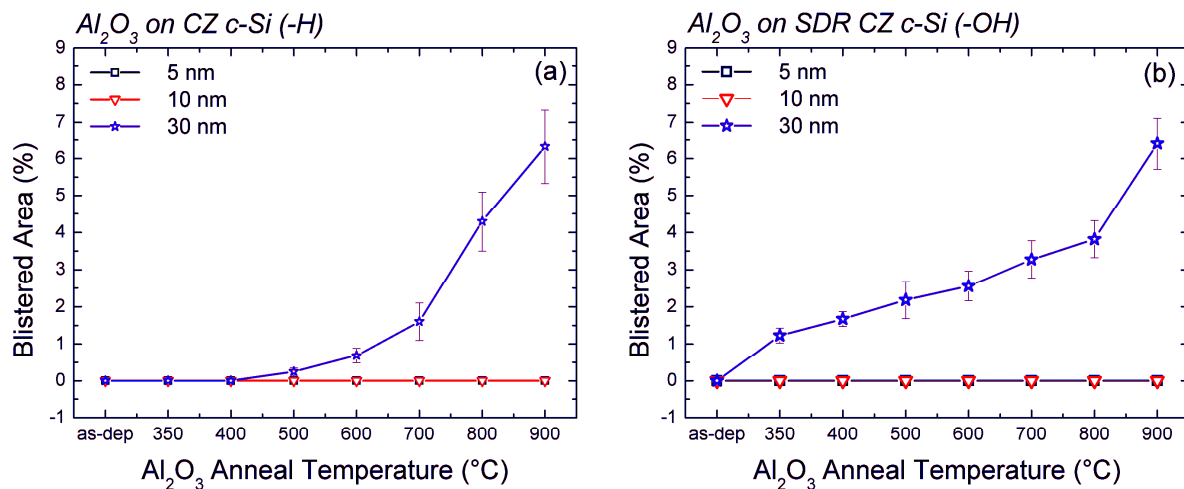 Al2O3 on CZ c-Si (-H)
(a)
5 nm
10 nm
30 nm
Blistered Area (%)
9
8
7
6
5
4
3
2
1
0
-1
as-dep 350 400 500 600 700 800 900
Al2O3 Anneal Temperature (°C)
Al2O3 on SDR CZ c-Si (-OH)
(b)
5 nm
10 nm
30 nm
Blistered Area (%)
9
8
7
6
5
4
3
2
1
0
-1
as-dep 350 400 500 600 700 800 900
Al2O3 Anneal Temperature (°C)